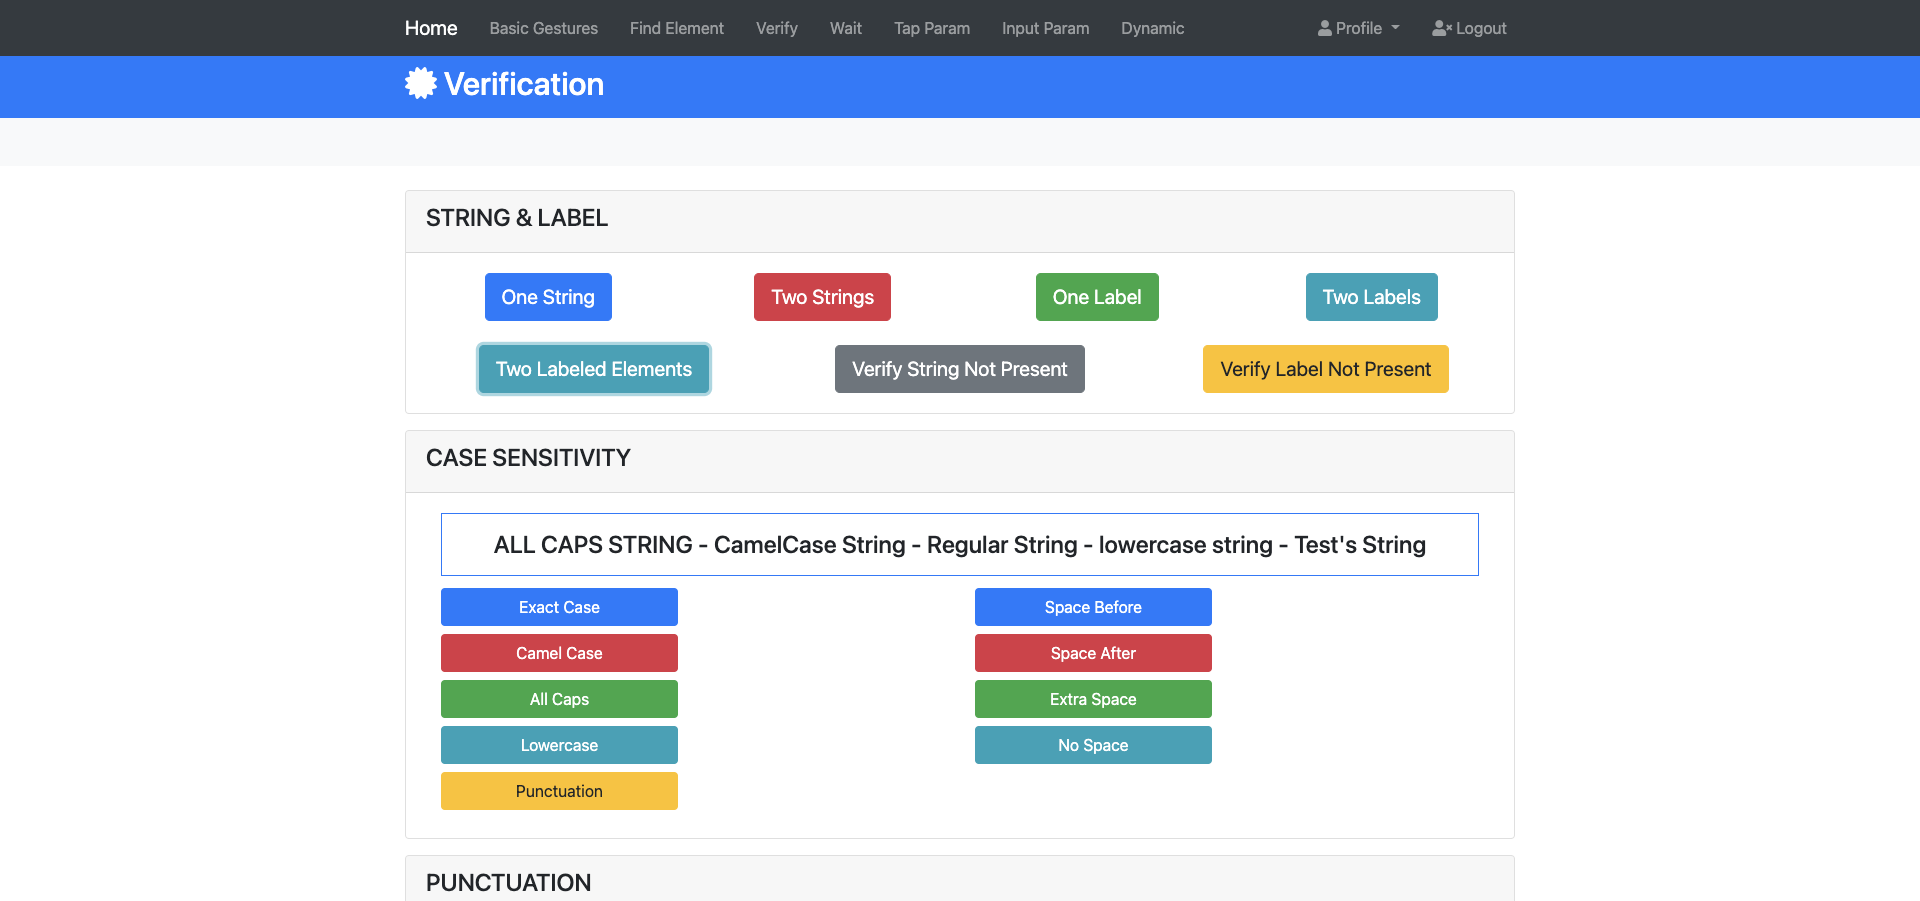 Home Basic Gestures Find Element Verify Wait Tap Param Input Param Dynamic Profile Logout
Verification
STRING & LABEL
One String Two Strings One Label Two Labels
Two Labeled Elements Verify String Not Present Verify Label Not Present
CASE SENSITIVITY
ALL CAPS STRING - CamelCase String - Regular String - lowercase string - Test's String
Exact Case Space Before
Camel Case Space After
All Caps Extra Space
Lowercase No Space
Punctuation
PUNCTUATION